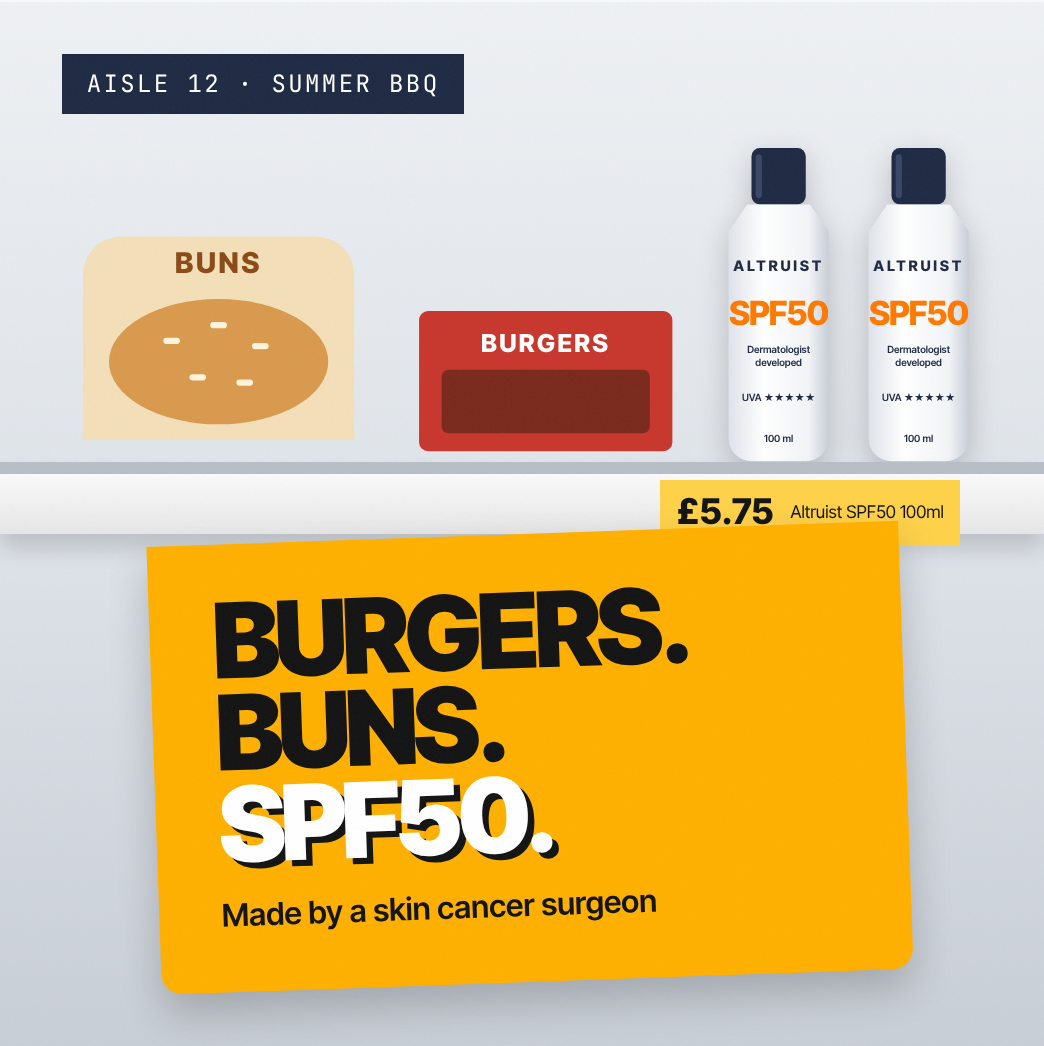 AISLE 12 · SUMMER BBQ
BUNS
BURGERS
ALTRUIST
SPF50
Dermatologist
developed
UVA ★★★★★
100 ml
ALTRUIST
SPF50
Dermatologist
developed
UVA ★★★★★
100 ml
£5.75 Altruist SPF50 100ml
BURGERS.
BUNS.
SPF50.
Made by a skin cancer surgeon